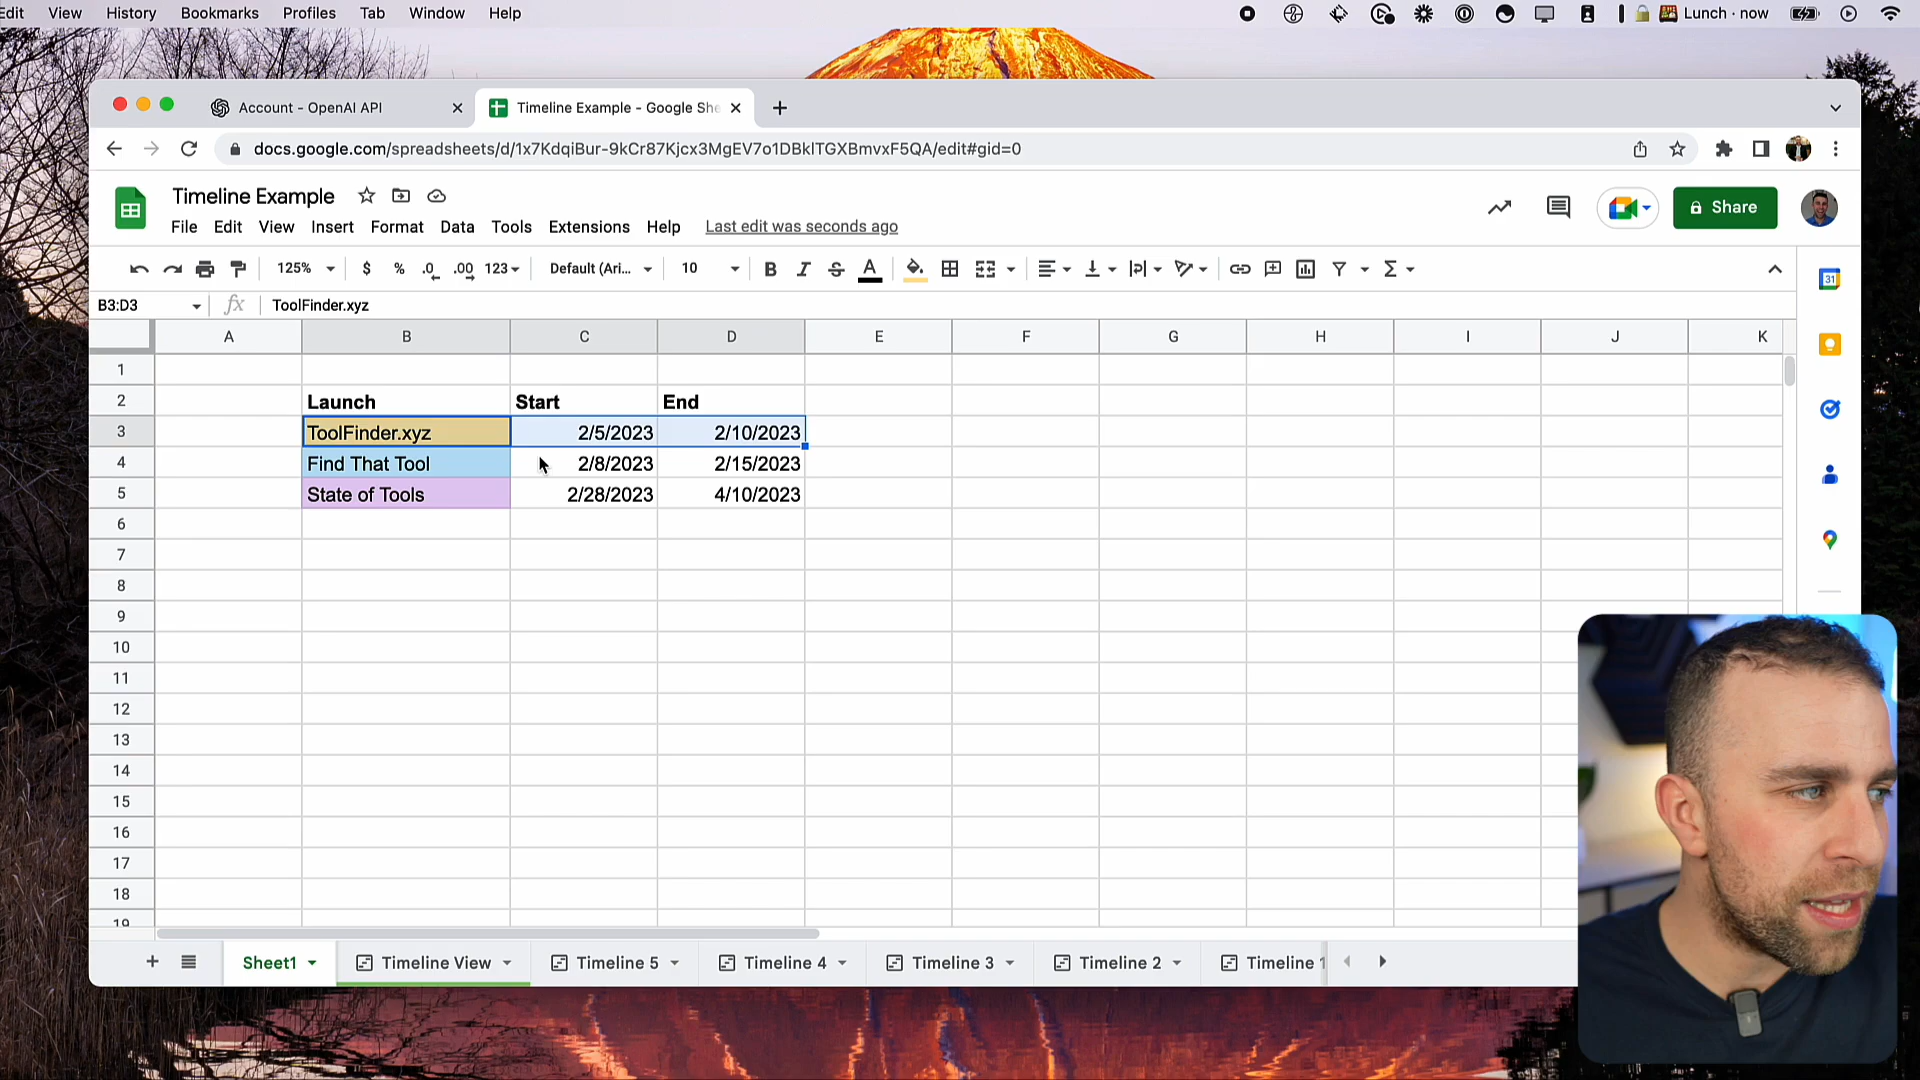 Edit View History Bookmarks Profiles Tab Window Help Lunch · now
Account - OpenAI API Timeline Example - Google She
docs.google.com/spreadsheets/d/1x7KdqiBur-9kCr87Kjcx3MgEV7o1DBklTGXBmvxF5QA/edit#gid=0
Timeline Example
File Edit View Insert Format Data Tools Extensions Help Last edit was seconds ago
Share
125% $ % .0 .00 123 Default (Ari... 10 B I S A
31
B3:D3 fx ToolFinder.xyz
A B C D E F G H I J K
1
2 Launch Start End
3 ToolFinder.xyz 2/5/2023 2/10/2023
4 Find That Tool 2/8/2023 2/15/2023
5 State of Tools 2/28/2023 4/10/2023
6
7
8
9
10
11
12
13
14
15
16
17
18
19
Sheet1 Timeline View Timeline 5 Timeline 4 Timeline 3 Timeline 2 Timeline 1